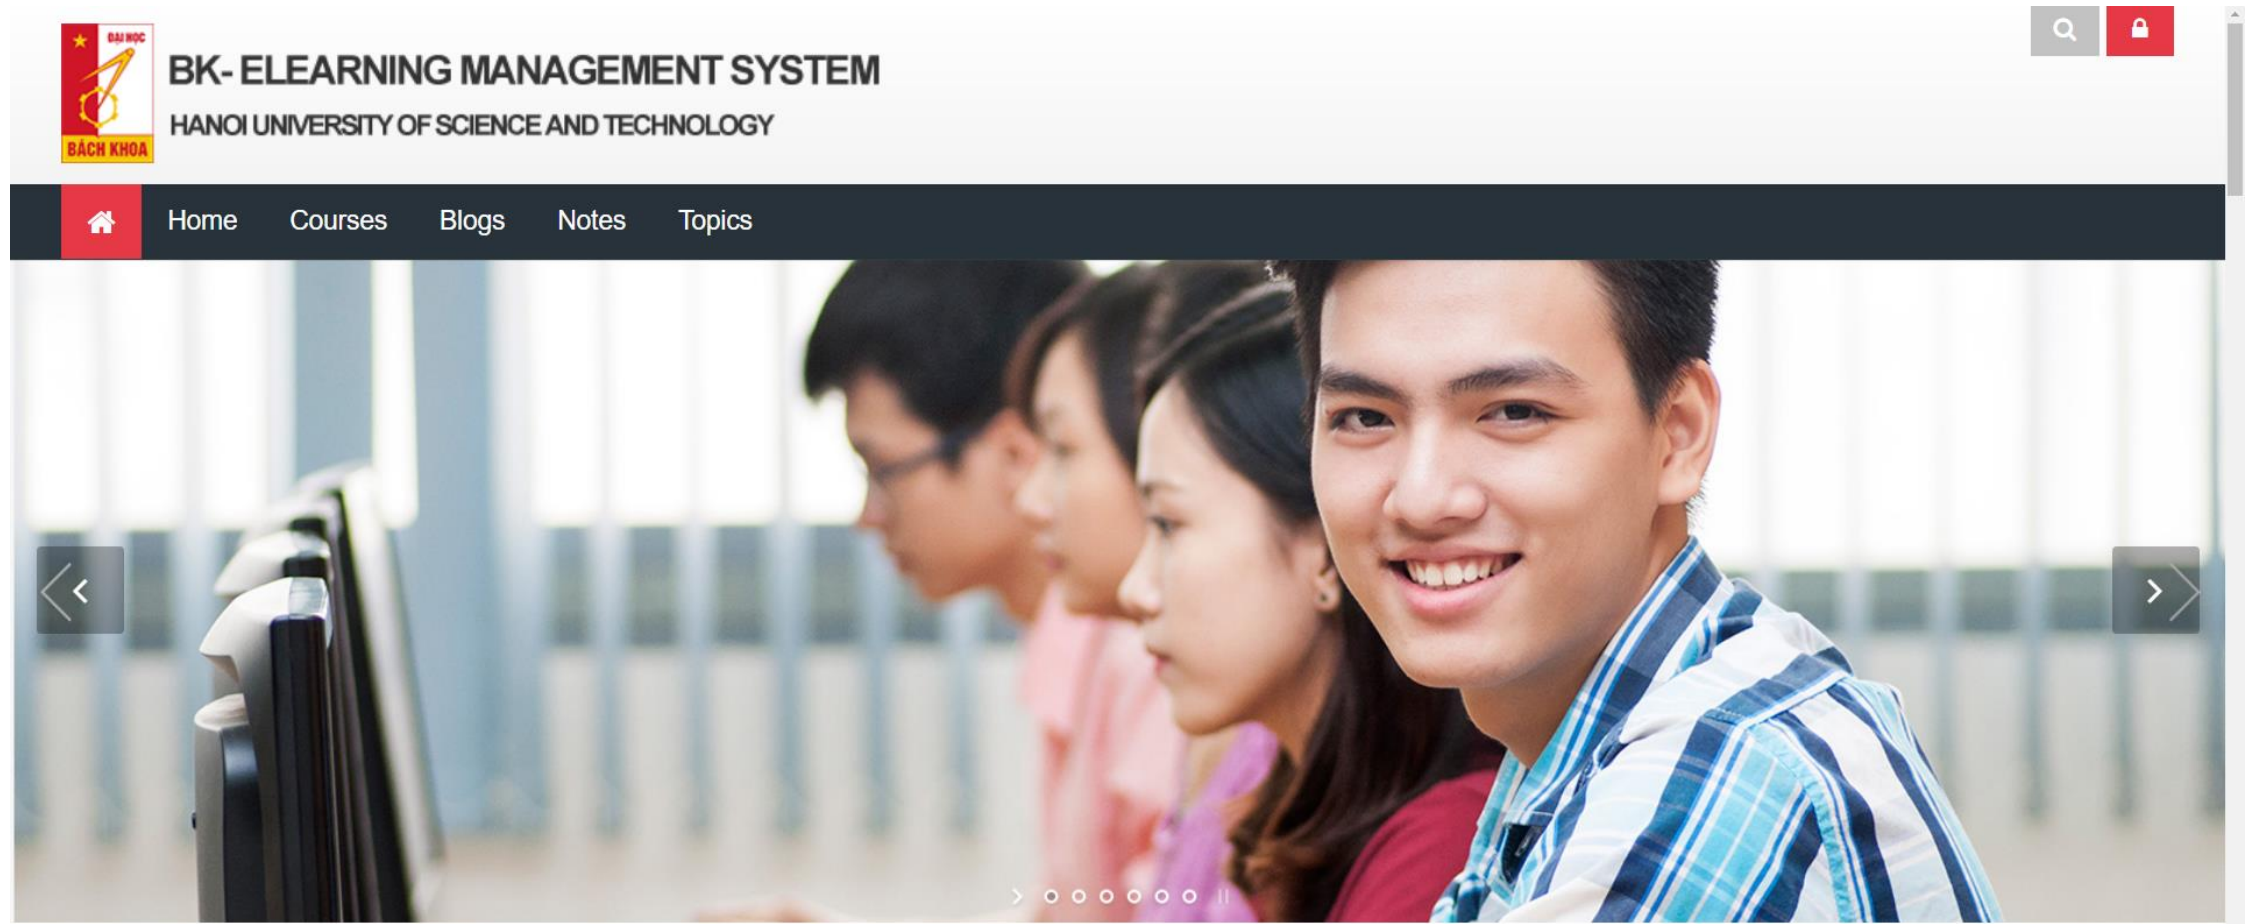 ĐẠI HỌC
BÁCH KHOA
BK- ELEARNING MANAGEMENT SYSTEM
HANOI UNIVERSITY OF SCIENCE AND TECHNOLOGY
Home Courses Blogs Notes Topics